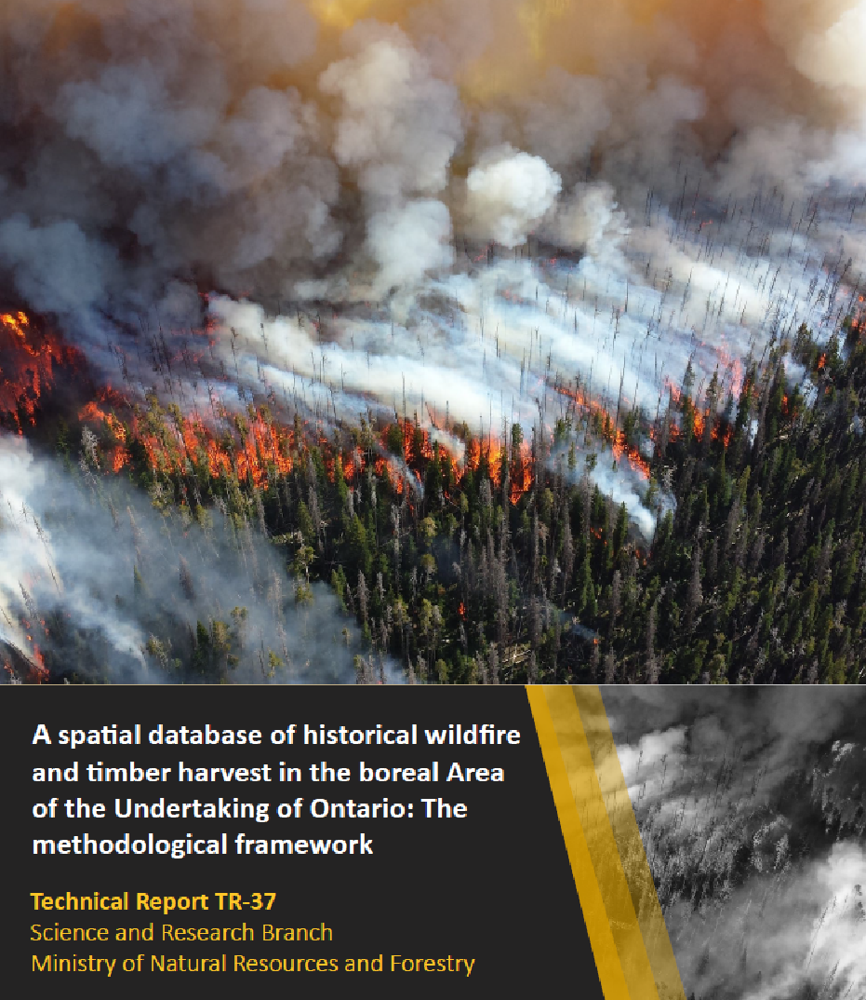 A spatial database of historical wildfire
and timber harvest in the boreal Area
of the Undertaking of Ontario: The
methodological framework
Technical Report TR-37
Science and Research Branch
Ministry of Natural Resources and Forestry